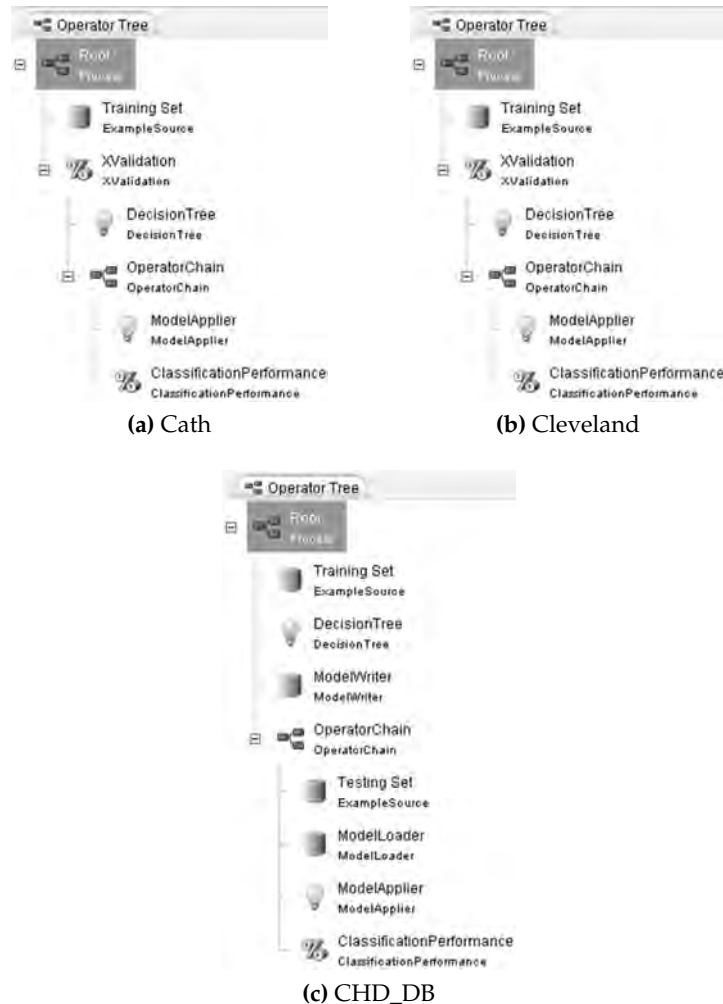 Operator Tree
Root
Process
Training Set
ExampleSource
XValidation
XValidation
DecisionTree
DecisionTree
OperatorChain
OperatorChain
ModelApplier
ModelApplier
ClassificationPerformance
ClassificationPerformance
(a) Cath
Operator Tree
Root
Process
Training Set
ExampleSource
XValidation
XValidation
DecisionTree
DecisionTree
OperatorChain
OperatorChain
ModelApplier
ModelApplier
ClassificationPerformance
ClassificationPerformance
(b) Cleveland
Operator Tree
Root
Process
Training Set
ExampleSource
DecisionTree
DecisionTree
ModelWriter
ModelWriter
OperatorChain
OperatorChain
Testing Set
ExampleSource
ModelLoader
ModelLoader
ModelApplier
ModelApplier
ClassificationPerformance
ClassificationPerformance
(c) CHD_DB